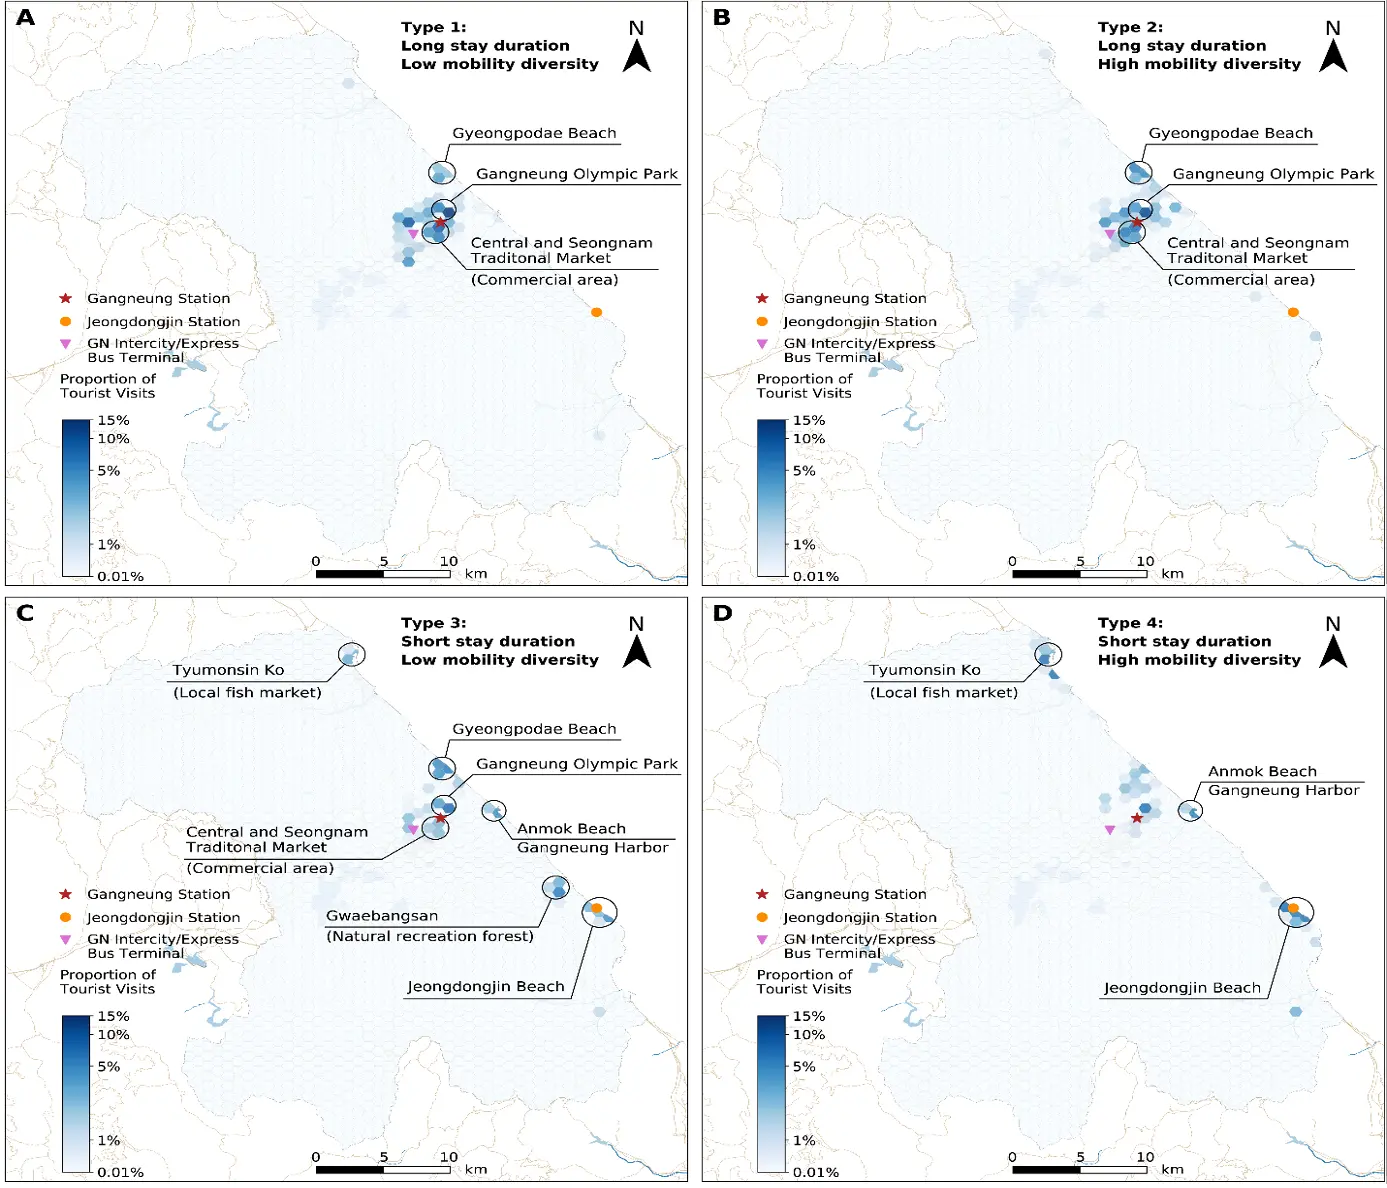 A
Type 1:
Long stay duration
Low mobility diversity
N
Gyeongpodae Beach
Gangneung Olympic Park
Central and Seongnam
Traditonal Market
(Commercial area)
Gangneung Station
Jeongdongjin Station
GN Intercity/Express
Bus Terminal
Proportion of
Tourist Visits
15%
10%
5%
1%
0.01%
0 5 10
km
B
Type 2:
Long stay duration
High mobility diversity
N
Gyeongpodae Beach
Gangneung Olympic Park
Central and Seongnam
Traditonal Market
(Commercial area)
Gangneung Station
Jeongdongjin Station
GN Intercity/Express
Bus Terminal
Proportion of
Tourist Visits
15%
10%
5%
1%
0.01%
0 5 10
km
C
Type 3:
Short stay duration
Low mobility diversity
N
Tyumonsin Ko
(Local fish market)
Gyeongpodae Beach
Gangneung Olympic Park
Central and Seongnam
Traditonal Market
(Commercial area)
Anmok Beach
Gangneung Harbor
Gwaebangsan
(Natural recreation forest)
Jeongdongjin Beach
Gangneung Station
Jeongdongjin Station
GN Intercity/Express
Bus Terminal
Proportion of
Tourist Visits
15%
10%
5%
1%
0.01%
0 5 10
km
D
Type 4:
Short stay duration
High mobility diversity
N
Tyumonsin Ko
(Local fish market)
Anmok Beach
Gangneung Harbor
Jeongdongjin Beach
Gangneung Station
Jeongdongjin Station
GN Intercity/Express
Bus Terminal
Proportion of
Tourist Visits
15%
10%
5%
1%
0.01%
0 5 10
km